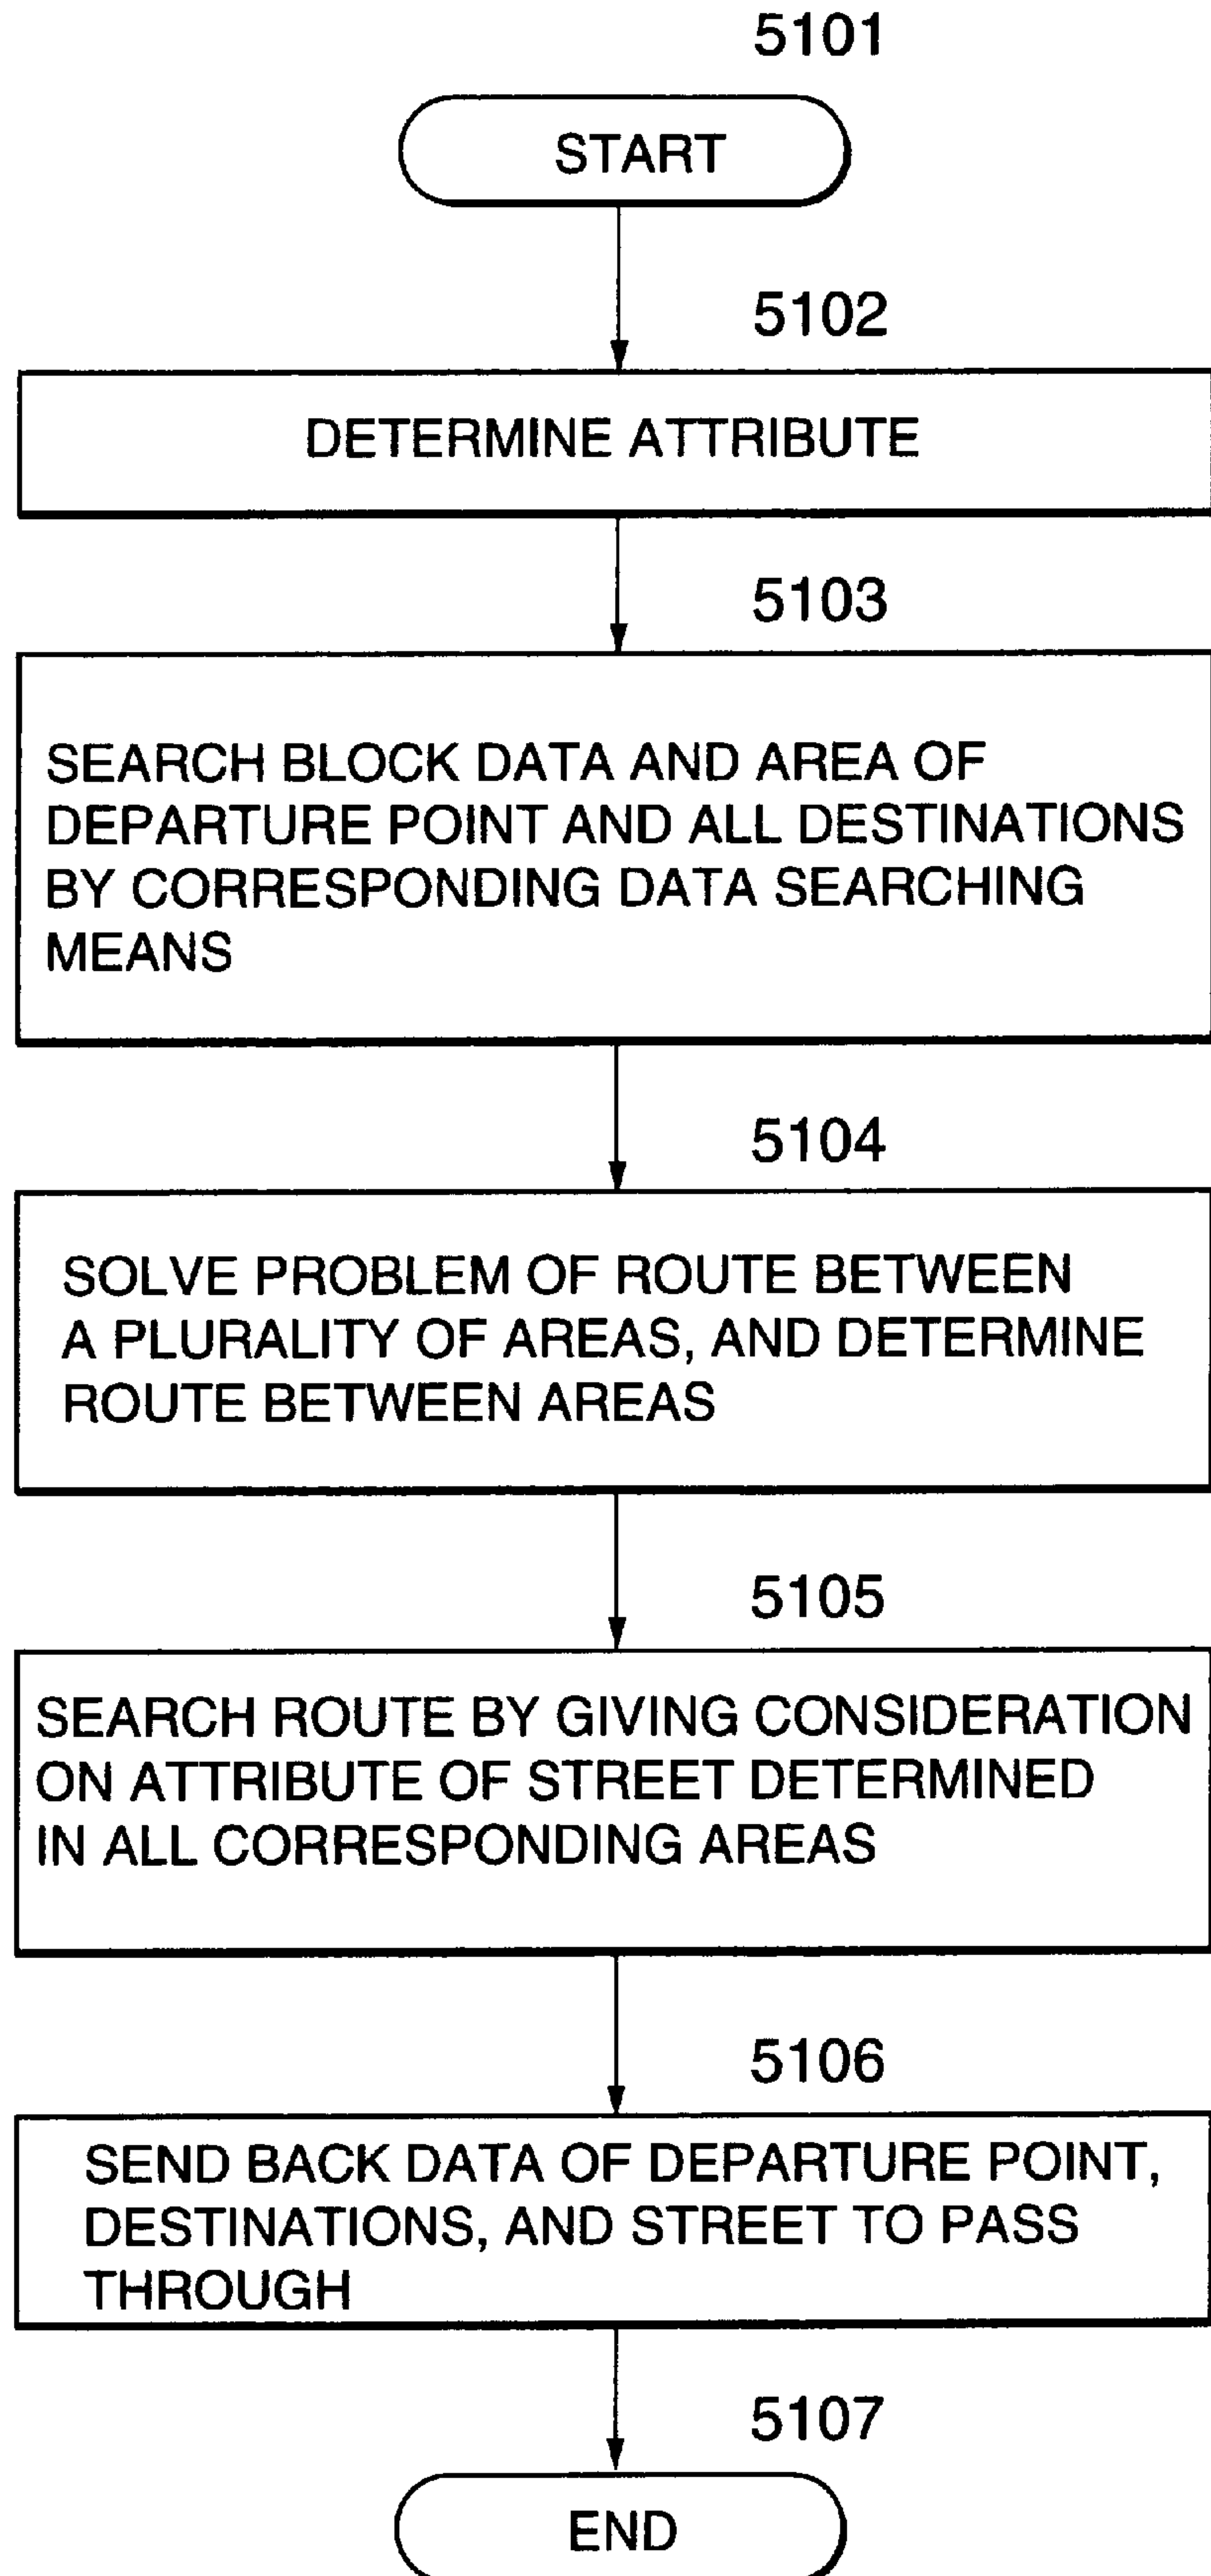 5101
START
5102
DETERMINE ATTRIBUTE
5103
SEARCH BLOCK DATA AND AREA OF
DEPARTURE POINT AND ALL DESTINATIONS
BY CORRESPONDING DATA SEARCHING
MEANS
5104
SOLVE PROBLEM OF ROUTE BETWEEN
A PLURALITY OF AREAS, AND DETERMINE
ROUTE BETWEEN AREAS
5105
SEARCH ROUTE BY GIVING CONSIDERATION
ON ATTRIBUTE OF STREET DETERMINED
IN ALL CORRESPONDING AREAS
5106
SEND BACK DATA OF DEPARTURE POINT,
DESTINATIONS, AND STREET TO PASS
THROUGH
5107
END